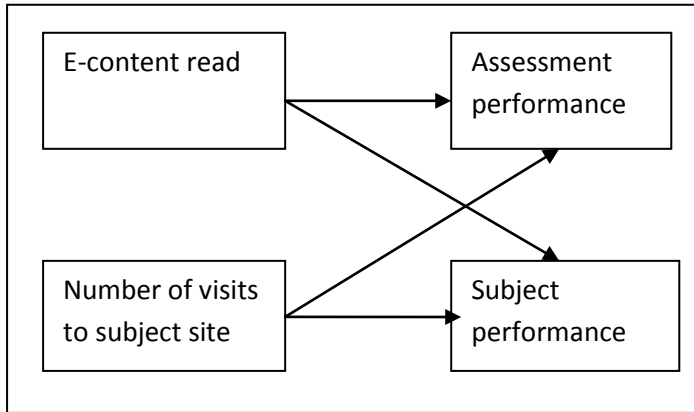 E-content read
Assessment
performance
Number of visits
to subject site
Subject
performance